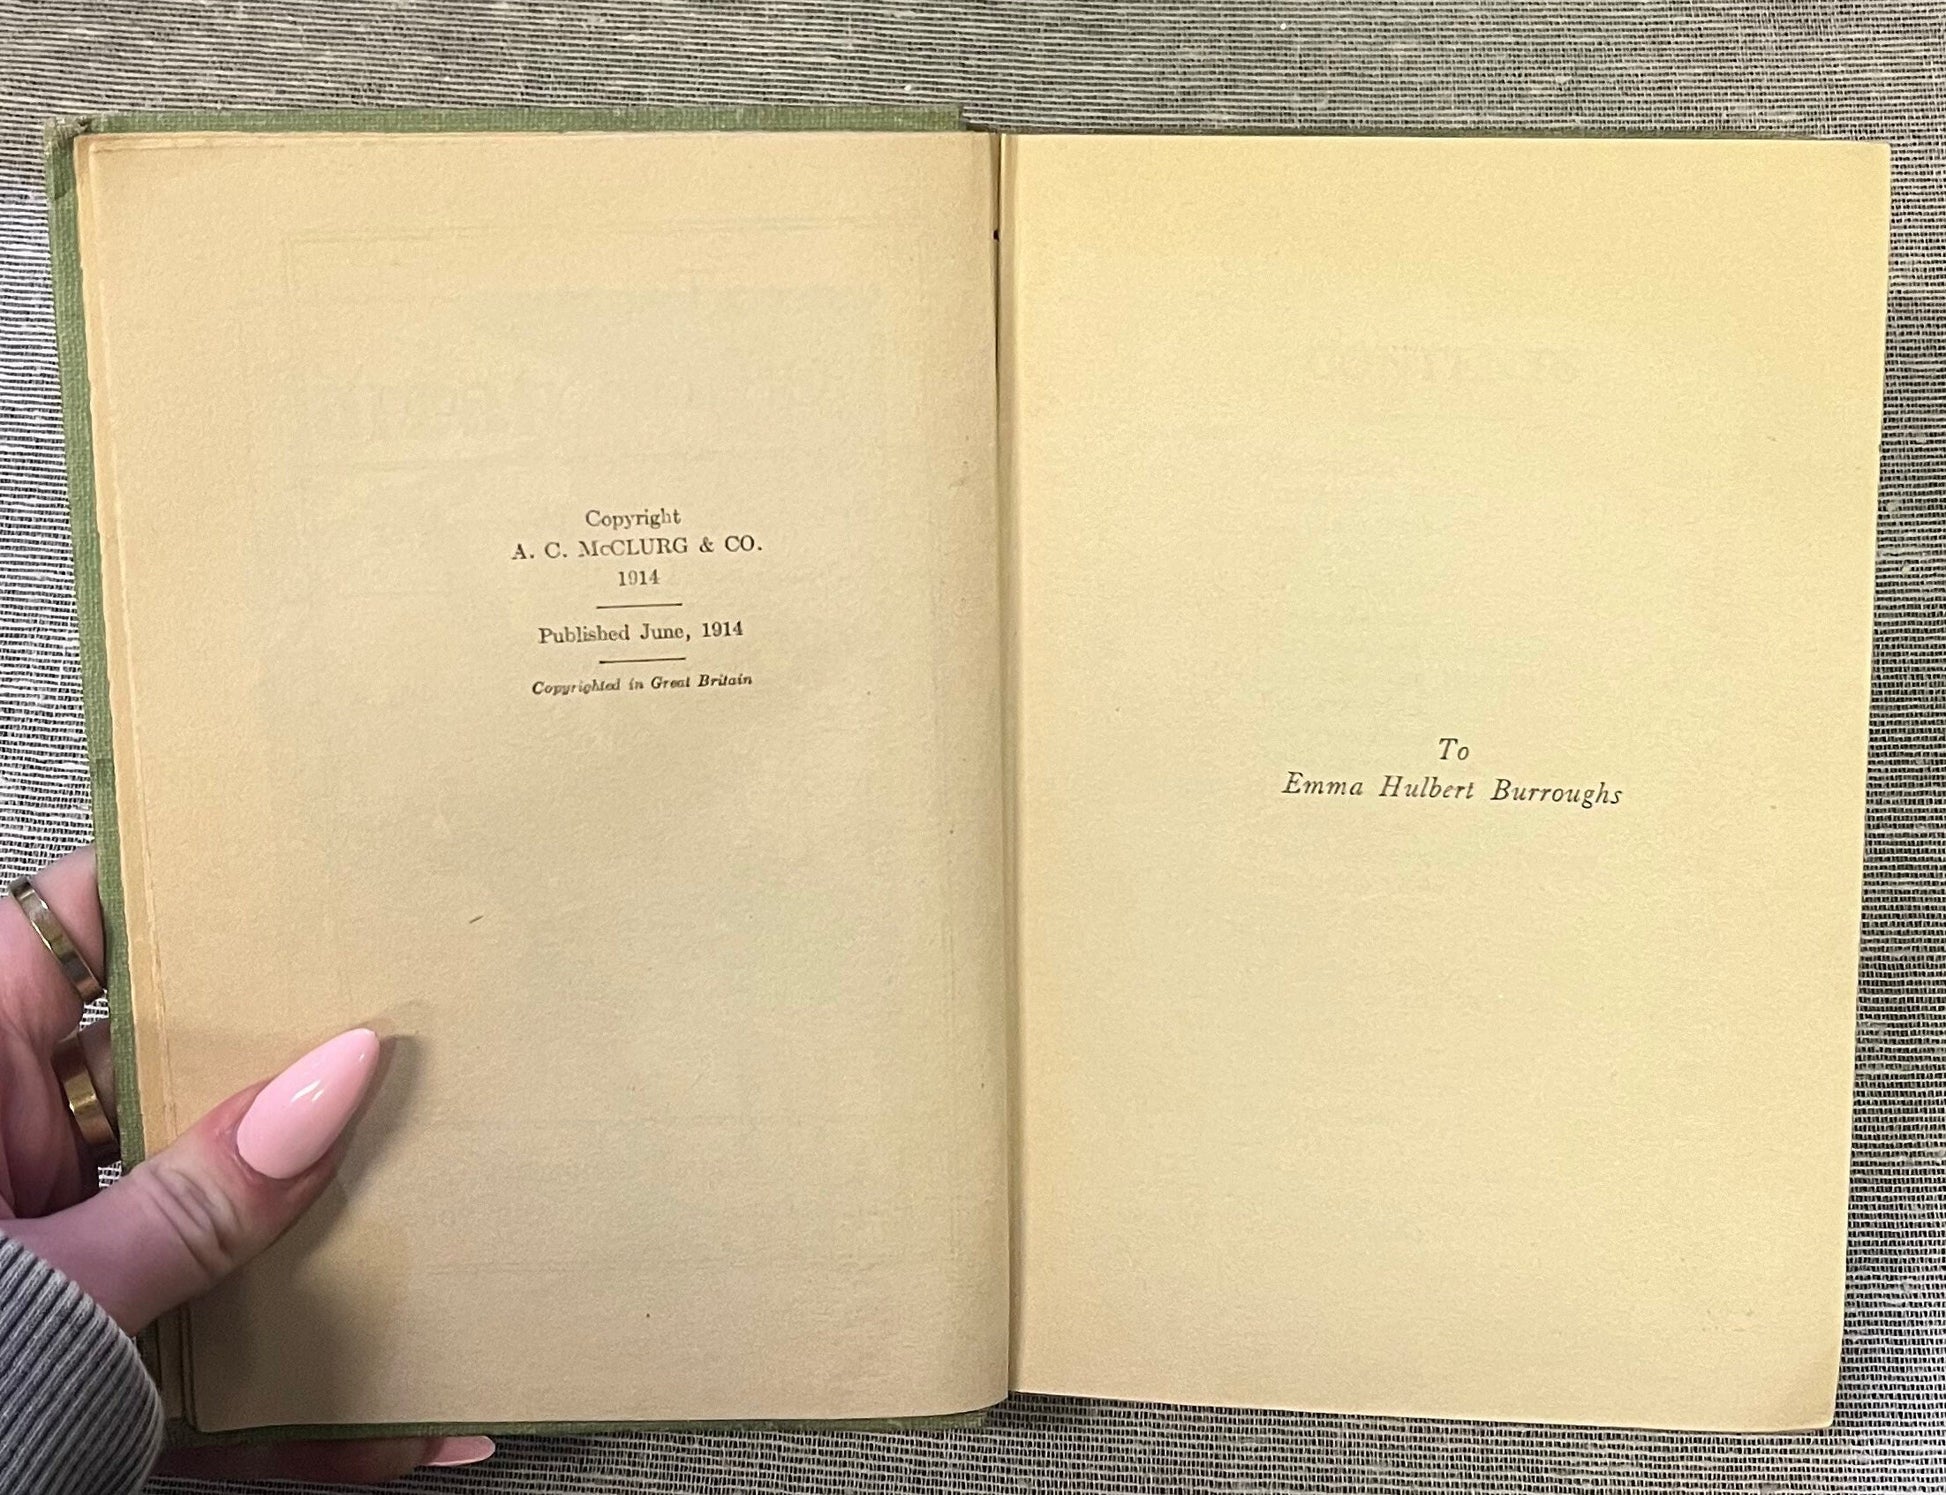 Copyright
A. C. McCLURG & CO.
1914
Published June, 1914
Copyrighted in Great Britain
To
Emma Hulbert Burroughs